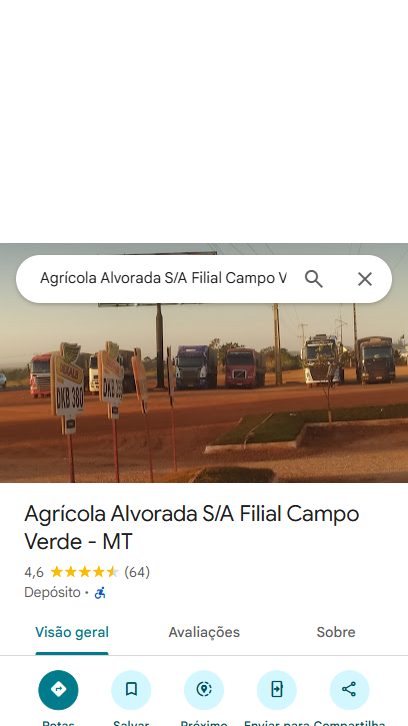 Agrícola Alvorada S/A Filial Campo V
DKB 380
DKB 380
Agrícola Alvorada S/A Filial Campo
Verde - MT
4,6 (64)
Depósito ·
Visão geral Avaliações Sobre
Rotas Salvar Próximo Enviar para Compartilha